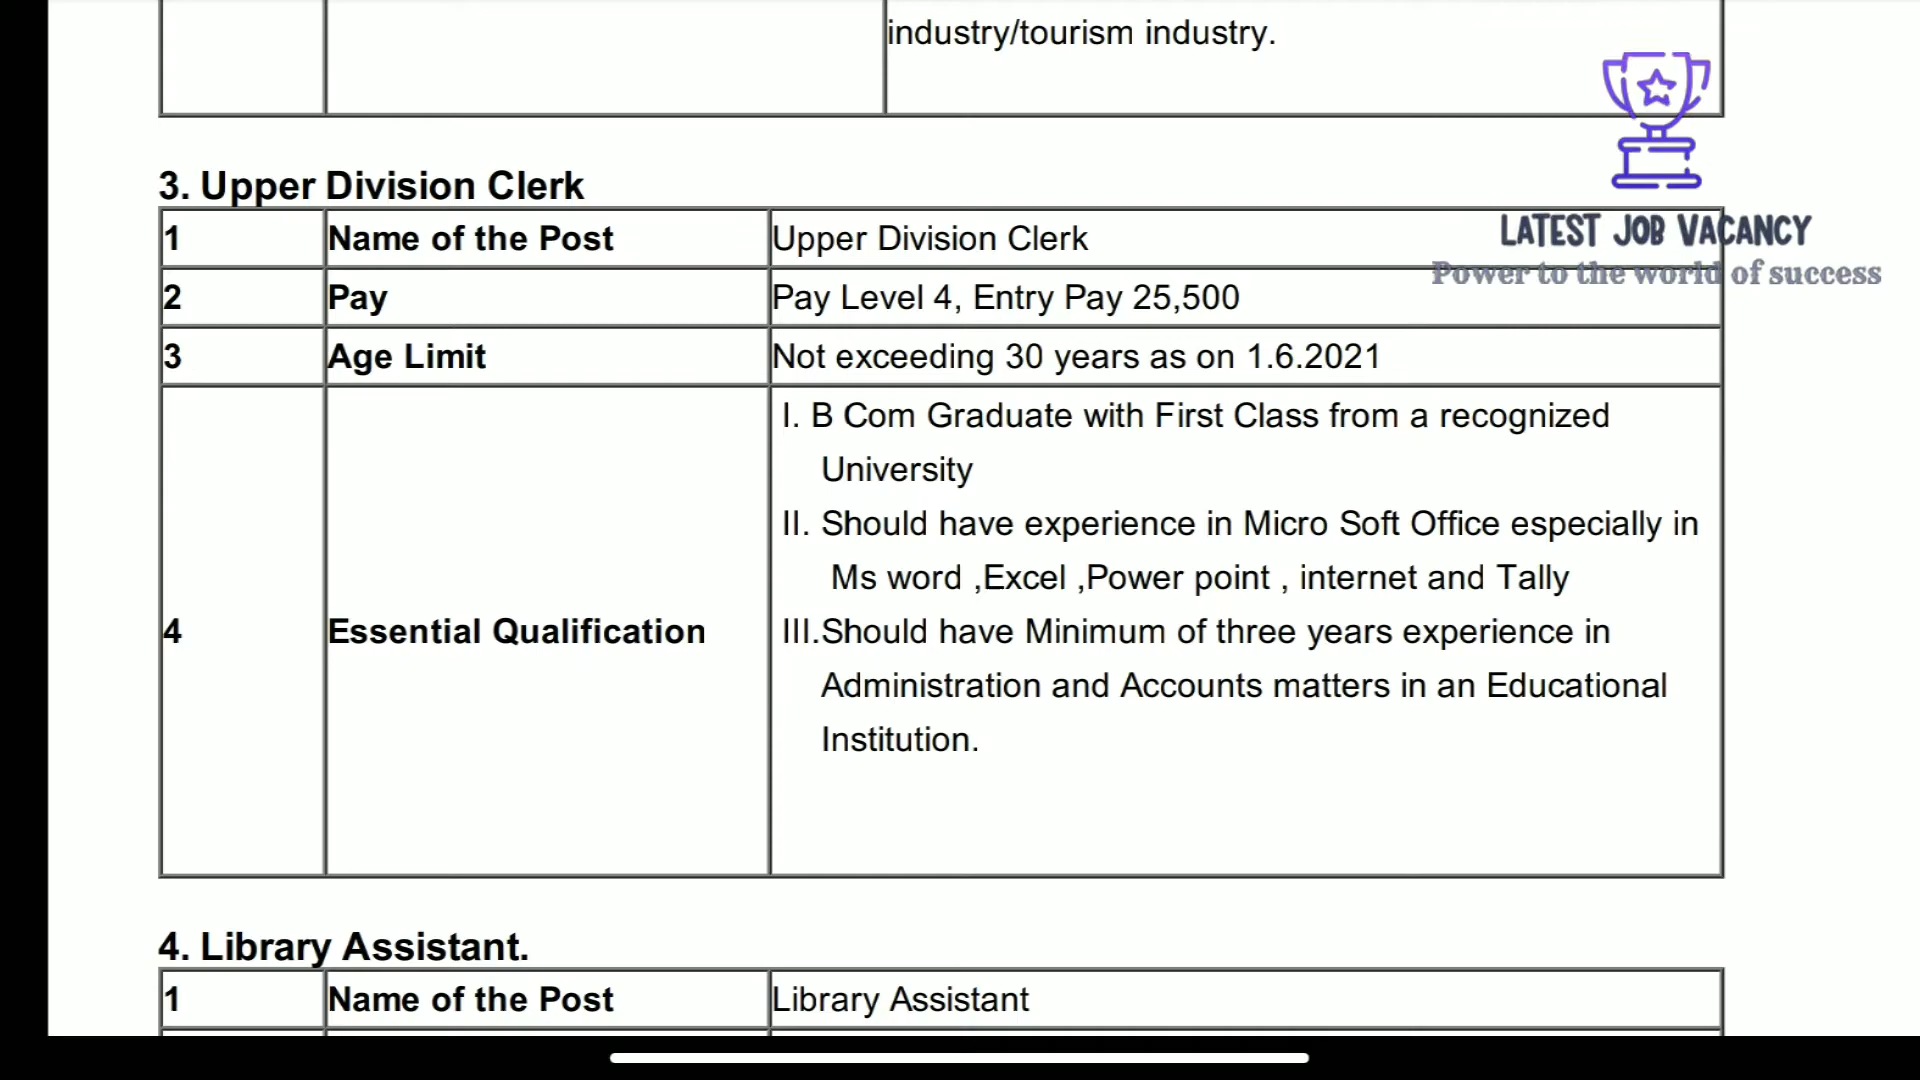 industry/tourism industry.
LATEST JOB VACANCY
Power to the world of success
3. Upper Division Clerk
1 Name of the Post Upper Division Clerk
2 Pay Pay Level 4, Entry Pay 25,500
3 Age Limit Not exceeding 30 years as on 1.6.2021
4 Essential Qualification
I. B Com Graduate with First Class from a recognized
University
II. Should have experience in Micro Soft Office especially in
Ms word ,Excel ,Power point , internet and Tally
III.Should have Minimum of three years experience in
Administration and Accounts matters in an Educational
Institution.
4. Library Assistant.
1 Name of the Post Library Assistant